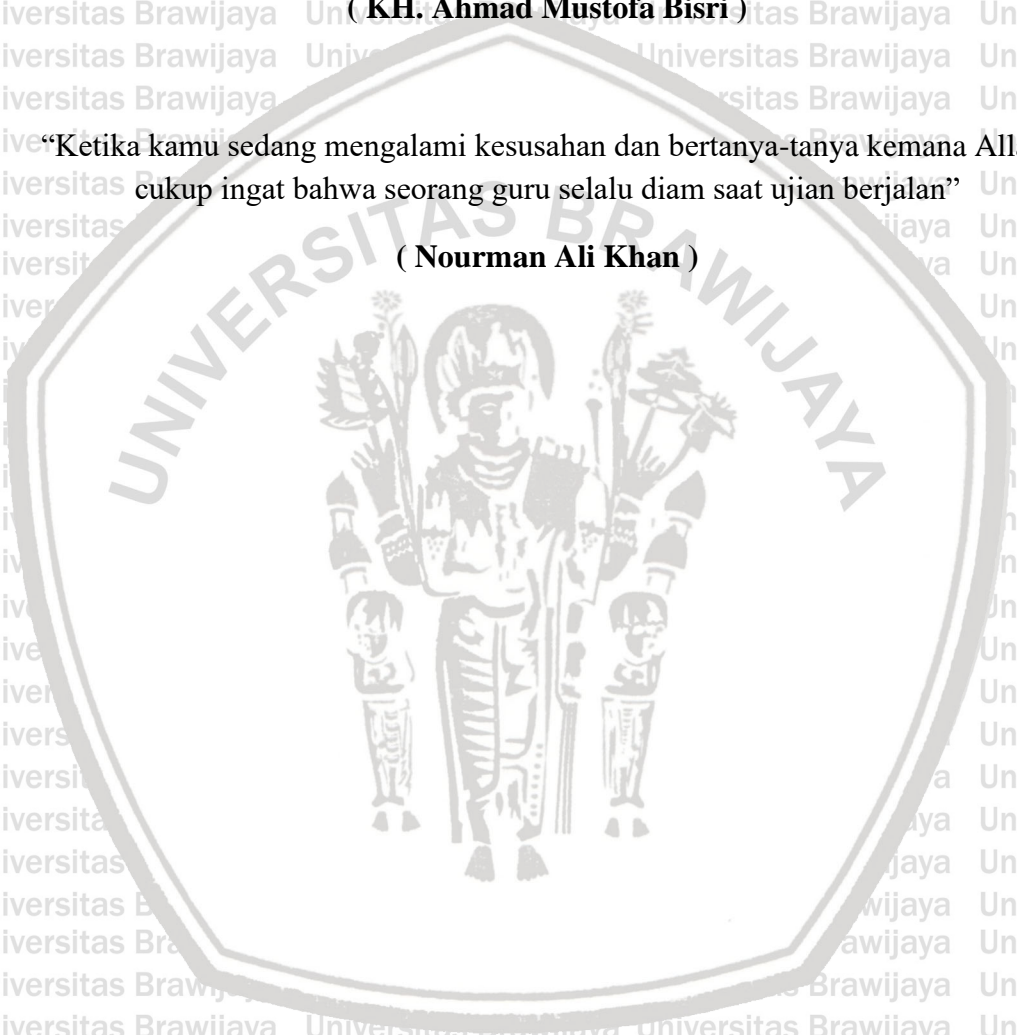 ( KH. Ahmad Mustofa Bisri )
“Ketika kamu sedang mengalami kesusahan dan bertanya-tanya kemana
cukup ingat bahwa seorang guru selalu diam saat ujian berjalan”
( Nourman Ali Khan )
UNIVERSITAS BRAWIJAYA